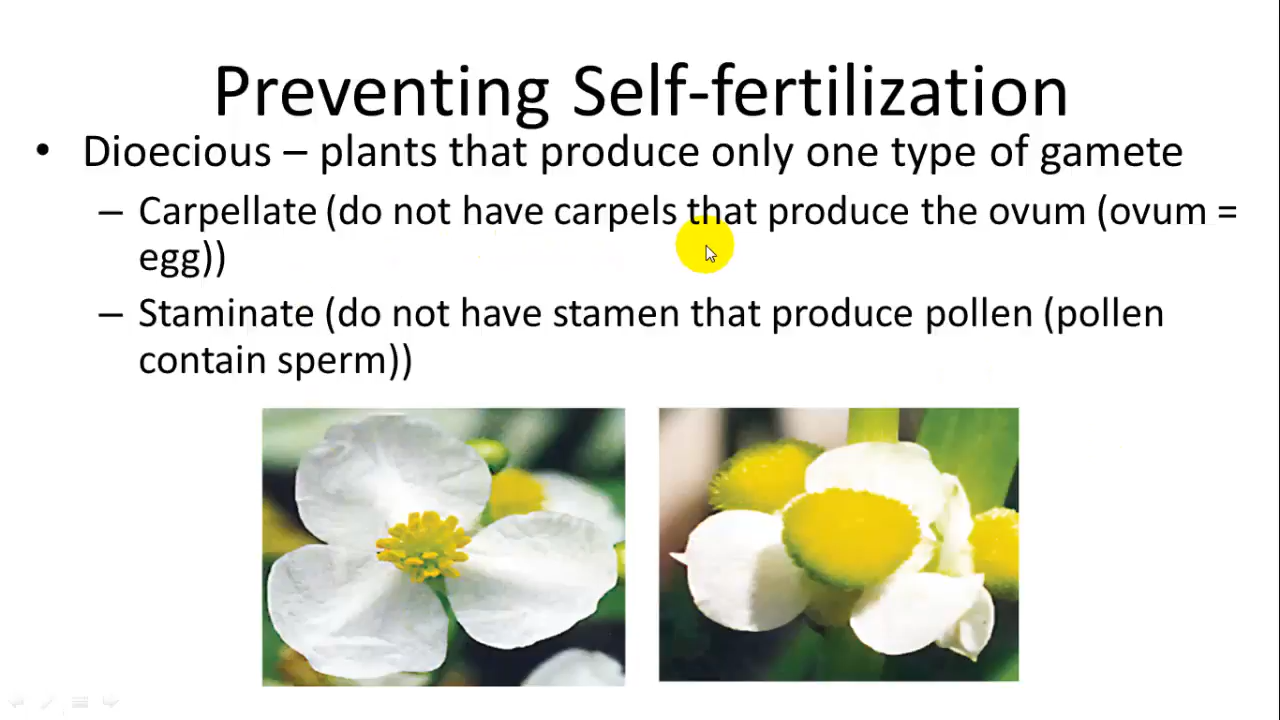 Preventing Self-fertilization
• Dioecious – plants that produce only one type of gamete
– Carpellate (do not have carpels that produce the ovum (ovum =
egg))
– Staminate (do not have stamen that produce pollen (pollen
contain sperm))